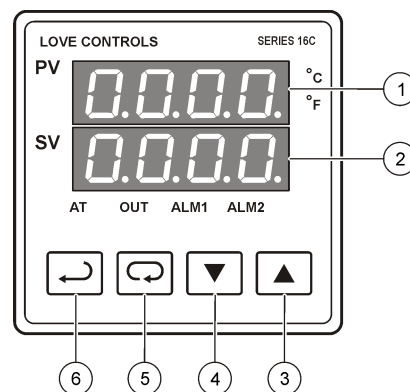 LOVE CONTROLS SERIES 16C
PV 0.0.0.0. °C
°F
1
SV 0.0.0.0.
2
AT OUT ALM1 ALM2
6 5 4 3